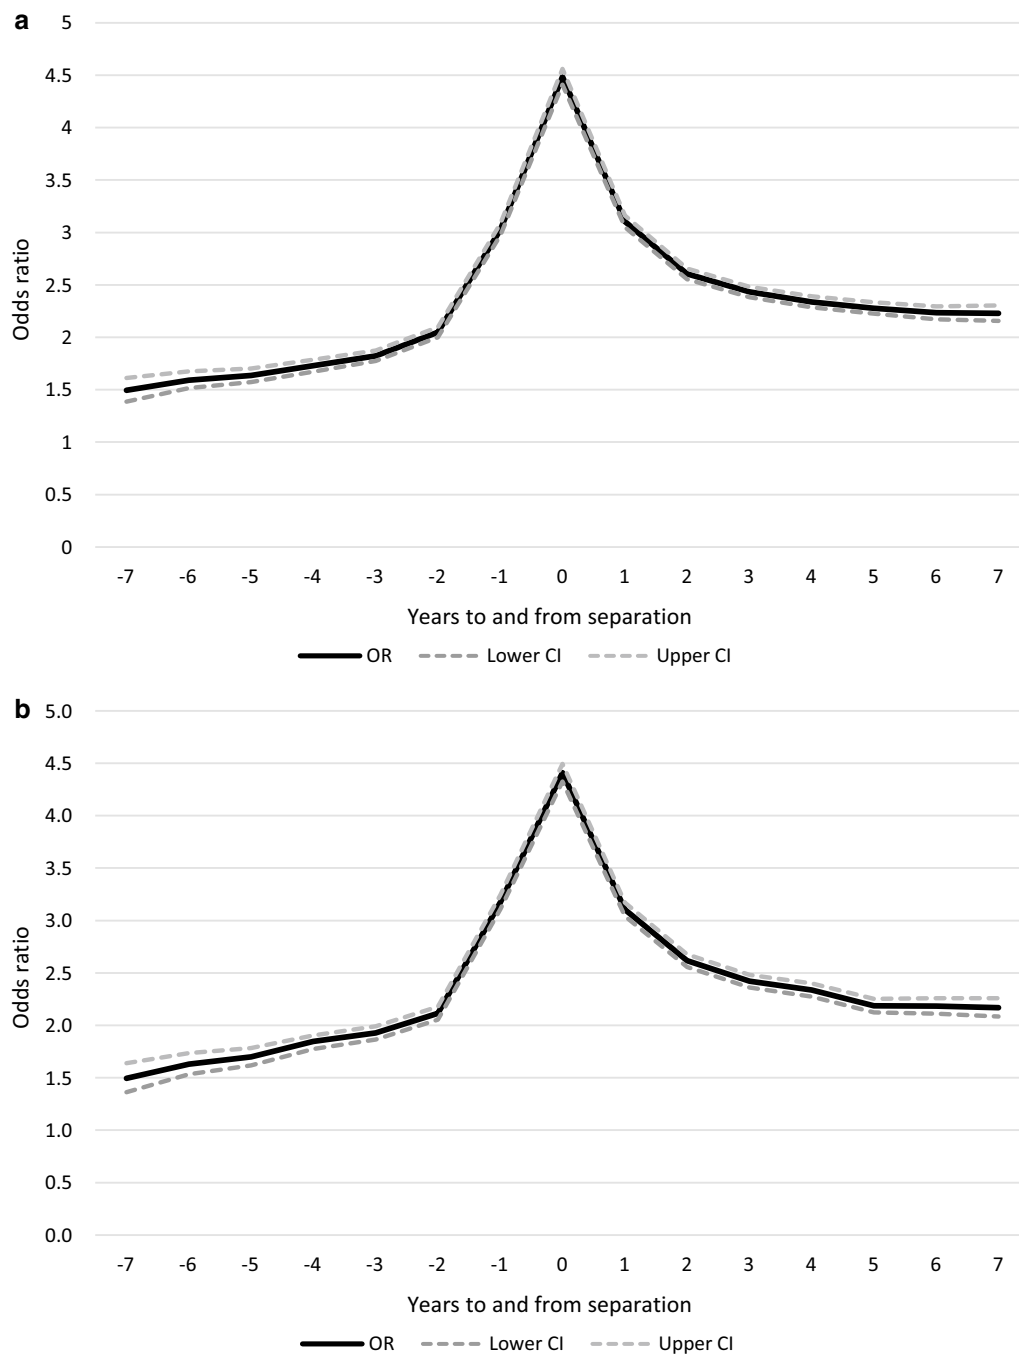 a
5
4.5
4
3.5
3
2.5
2
1.5
1
0.5
0
Odds ratio
-7 -6 -5 -4 -3 -2 -1 0 1 2 3 4 5 6 7
Years to and from separation
OR Lower CI Upper CI
b
5.0
4.5
4.0
3.5
3.0
2.5
2.0
1.5
1.0
0.5
0.0
Odds ratio
-7 -6 -5 -4 -3 -2 -1 0 1 2 3 4 5 6 7
Years to and from separation
OR Lower CI Upper CI